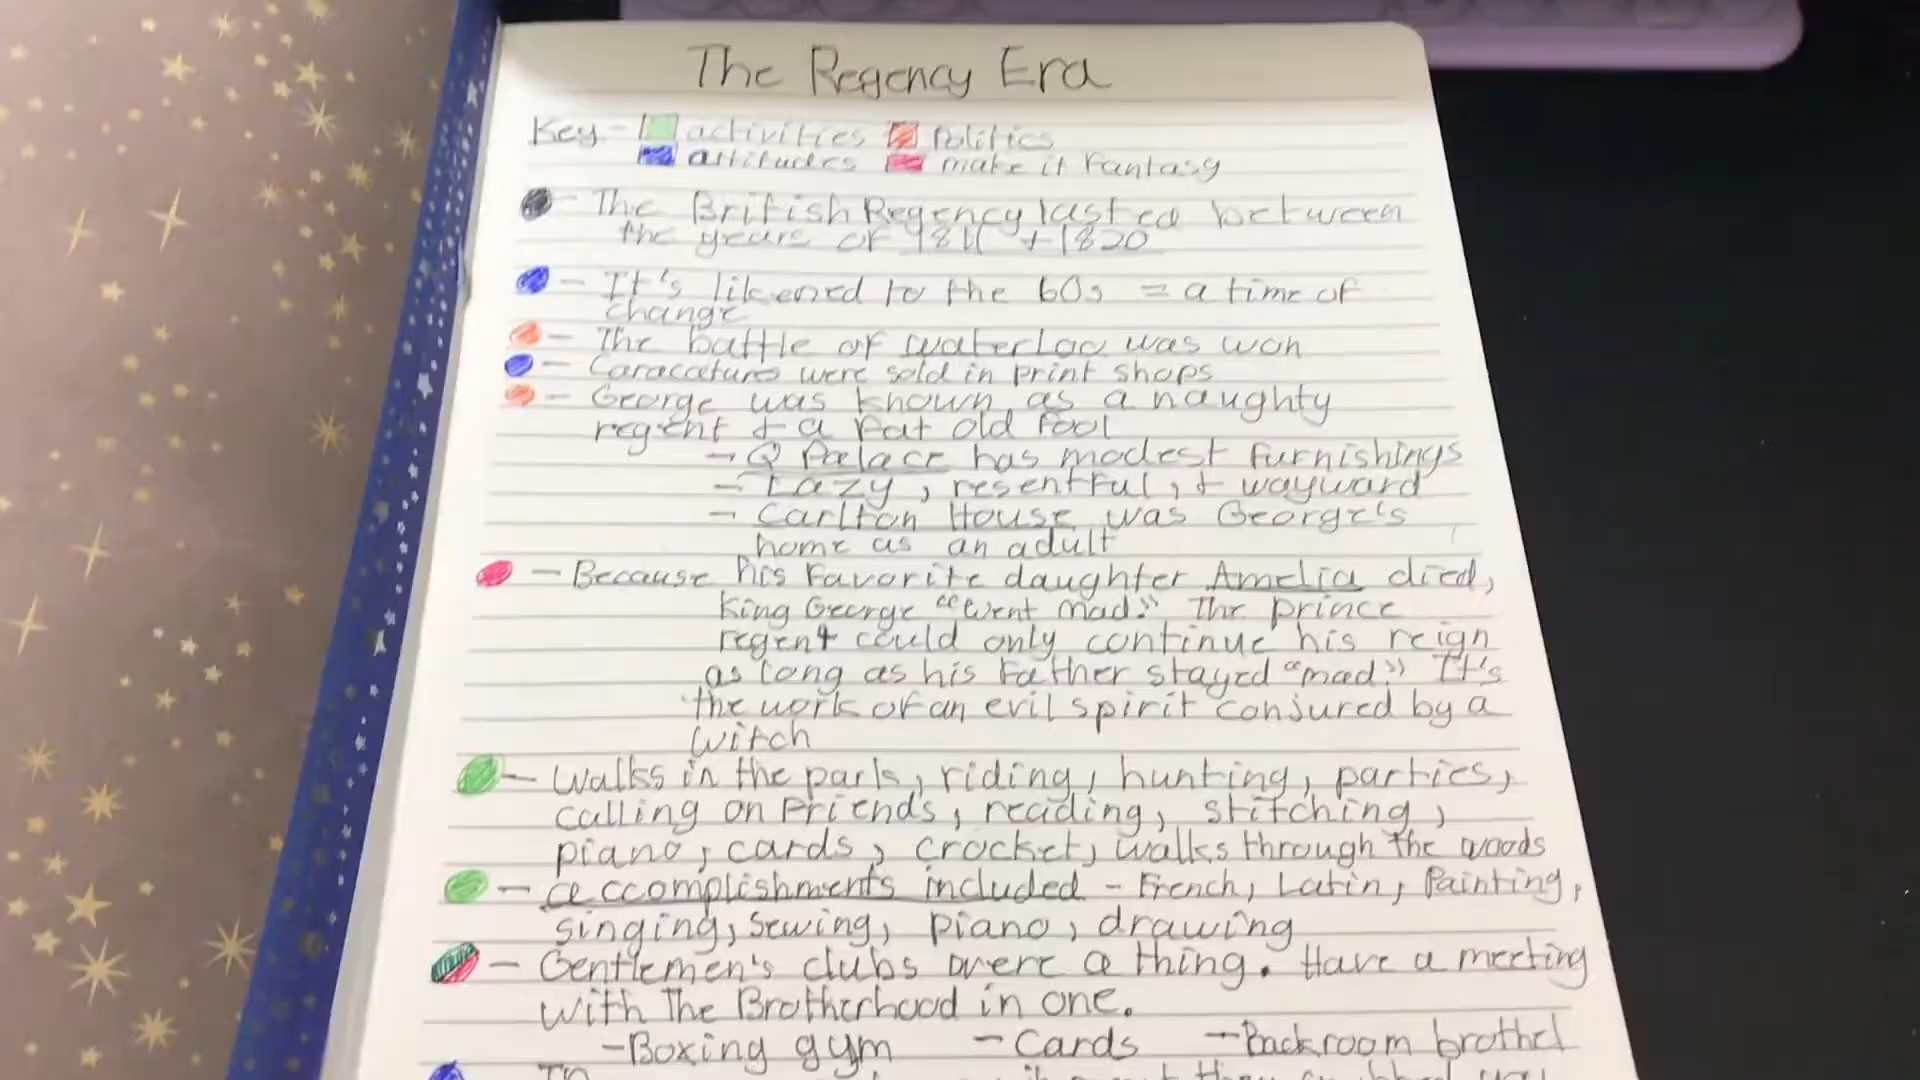 The Regency Era
Key - activities Politics
attitudes make it Fantasy
- The British Regency lasted between
the years of 1811 + 1820
- It's likened to the 60s = a time of
change
- The battle of waterloo was won
- Caracatures were sold in print shops
- George was known as a naughty
regent + a fat old fool
- Q Palace has modest furnishings
- Lazy, resentful, + wayward
- Carlton House was George's
home as an adult
- Because his favorite daughter Amelia died,
King George "went mad." The prince
regent could only continue his reign
as long as his father stayed "mad." It's
the work of an evil spirit conjured by a
witch
- Walks in the park, riding, hunting, parties,
calling on friends, reading, stitching,
piano, cards, crocket, walks through the woods
- accomplishments included - French, Latin, Painting,
singing, sewing, piano, drawing
- Gentlemen's clubs were a thing. Have a meeting
with The Brotherhood in one.
- Boxing gym - Cards - Backroom brothel